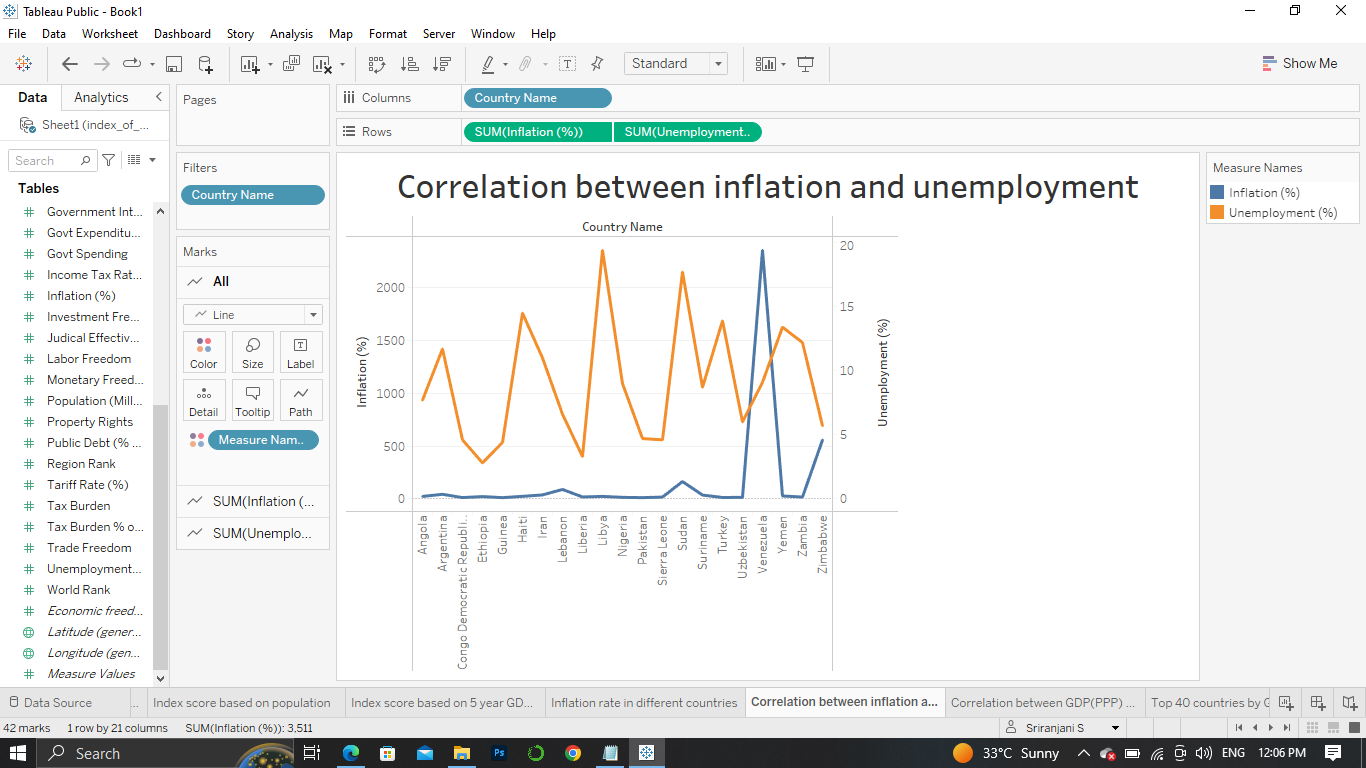 Tableau Public - Book1
File Data Worksheet Dashboard Story Analysis Map Format Server Window Help
Standard
Show Me
Data Analytics
Sheet1 (index_of_...
Search
Tables
Government Int...
Govt Expenditu...
Govt Spending
Income Tax Rat...
Inflation (%)
Investment Fre...
Judical Effectiv...
Labor Freedom
Monetary Freed...
Population (Mill...
Property Rights
Public Debt (% ...
Region Rank
Tariff Rate (%)
Tax Burden
Tax Burden % o...
Trade Freedom
Unemployment...
World Rank
Economic freed...
Latitude (gener...
Longitude (gen...
Measure Values
Pages
Filters
Country Name
Marks
All
Line
Color Size Label
Detail Tooltip Path
Measure Nam..
SUM(Inflation (...
SUM(Unemplo...
Columns Country Name
Rows SUM(Inflation (%)) SUM(Unemployment..
Correlation between inflation and unemployment
Country Name
Inflation (%)
2000
1500
1000
500
0
20
15
10
5
0
Unemployment (%)
Angola
Argentina
Congo Democratic Republi..
Ethiopia
Guinea
Haiti
Iran
Lebanon
Liberia
Libya
Nigeria
Pakistan
Sierra Leone
Sudan
Suriname
Turkey
Uzbekistan
Venezuela
Yemen
Zambia
Zimbabwe
Measure Names
Inflation (%)
Unemployment (%)
Data Source ... Index score based on population Index score based on 5 year GD... Inflation rate in different countries Correlation between inflation a... Correlation between GDP(PPP) ... Top 40 countries by G
42 marks 1 row by 21 columns SUM(Inflation (%)): 3,511 Sriranjani S
Search Ps 33°C Sunny ENG 12:06 PM